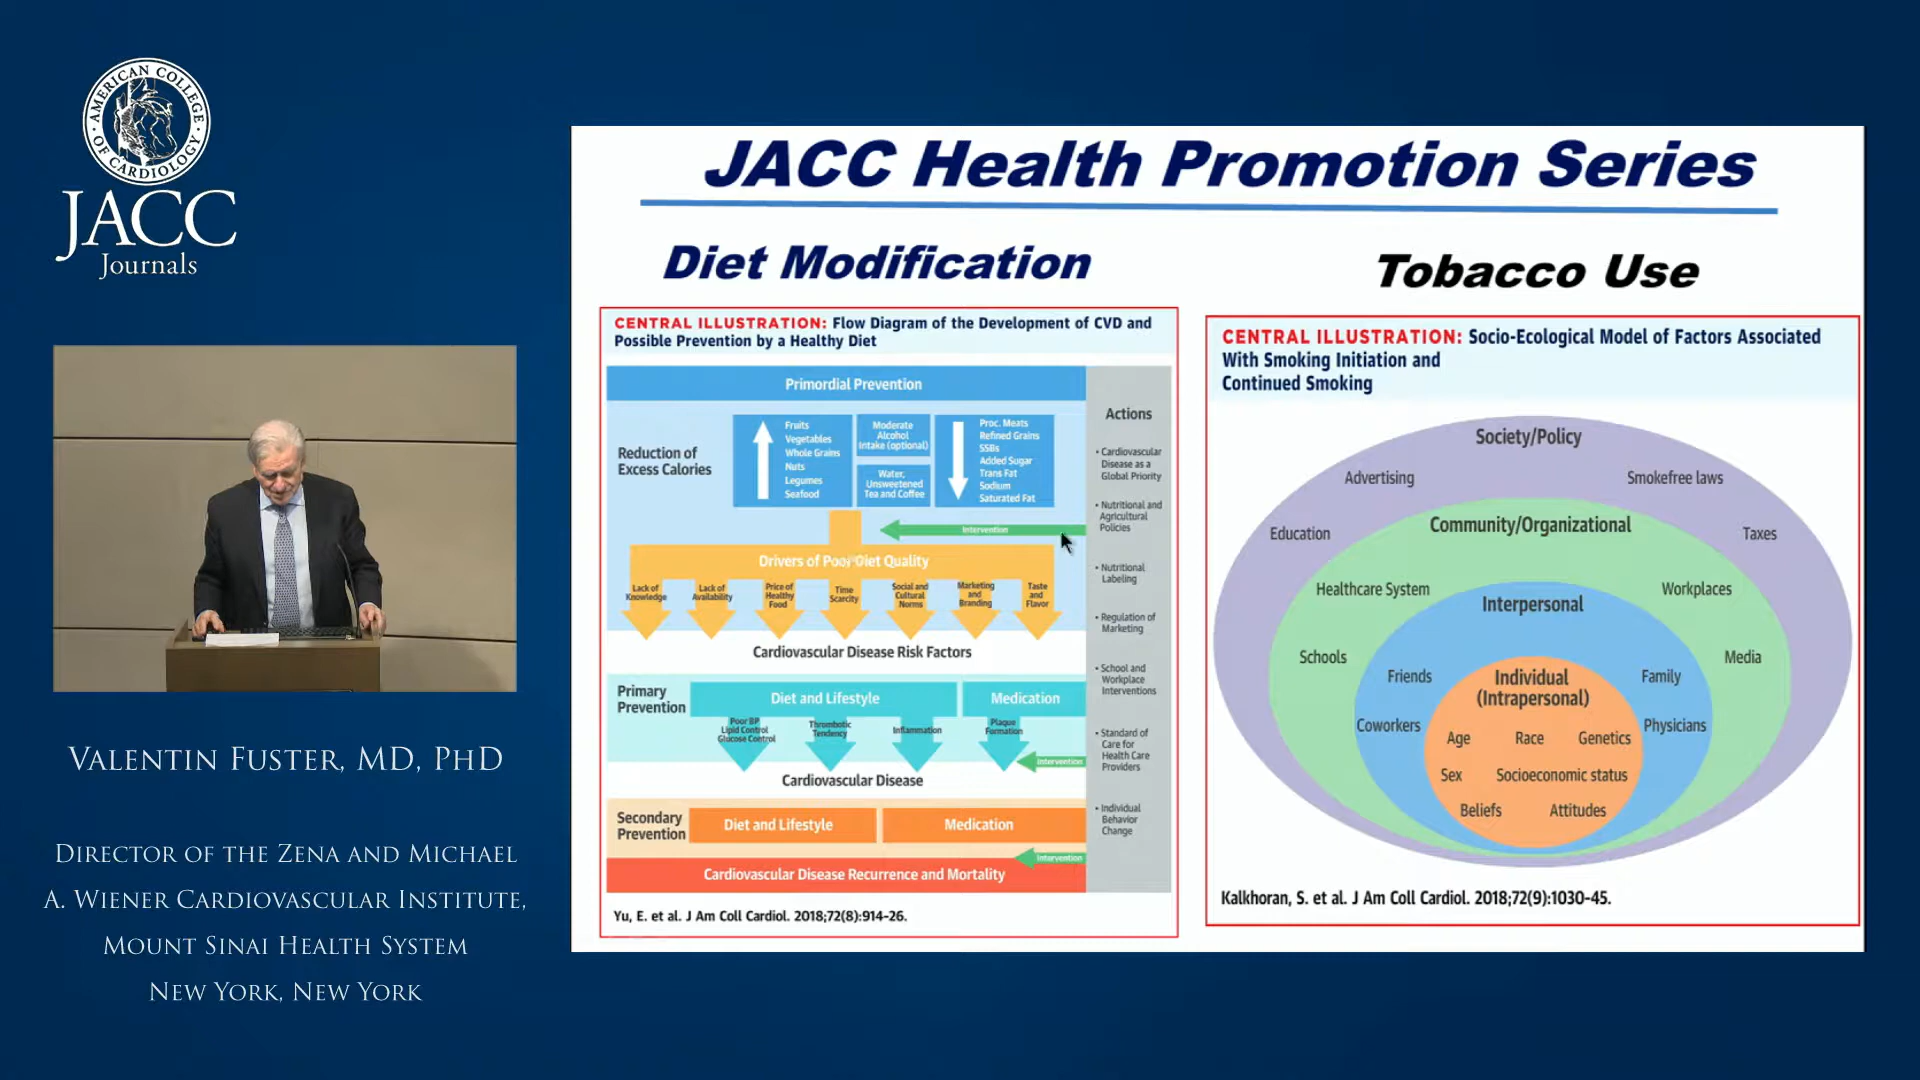 AMERICAN COLLEGE
OF CARDIOLOGY
JACC
Journals
VALENTIN FUSTER, MD, PHD
DIRECTOR OF THE ZENA AND MICHAEL
A. WIENER CARDIOVASCULAR INSTITUTE,
MOUNT SINAI HEALTH SYSTEM
NEW YORK, NEW YORK
JACC Health Promotion Series
Diet Modification
CENTRAL ILLUSTRATION: Flow Diagram of the Development of CVD and
Possible Prevention by a Healthy Diet
Primordial Prevention
Reduction of
Excess Calories
Fruits
Vegetables
Whole Grains
Nuts
Legumes
Seafood
Moderate
Alcohol
Intake (optional)
Water,
Unsweetened
Tea and Coffee
Proc. Meats
Refined Grains
SSBs
Added Sugar
Trans Fat
Sodium
Saturated Fat
Intervention
Drivers of Poor Diet Quality
Lack of
Knowledge
Lack of
Availability
Price of
Healthy
Food
Time
Scarcity
Social and
Cultural
Norms
Marketing
and
Branding
Taste
and
Flavor
Cardiovascular Disease Risk Factors
Primary
Prevention
Diet and Lifestyle
Medication
Poor BP
Lipid Control
Glucose Control
Thrombotic
Tendency
Inflammation
Plaque
Formation
Intervention
Cardiovascular Disease
Secondary
Prevention
Diet and Lifestyle
Medication
Intervention
Cardiovascular Disease Recurrence and Mortality
Actions
• Cardiovascular
Disease as a
Global Priority
• Nutritional and
Agricultural
Policies
• Nutritional
Labeling
• Regulation of
Marketing
• School and
Workplace
Interventions
• Standard of
Care for
Health Care
Providers
• Individual
Behavior
Change
Yu, E. et al. J Am Coll Cardiol. 2018;72(8):914-26.
Tobacco Use
CENTRAL ILLUSTRATION: Socio-Ecological Model of Factors Associated
With Smoking Initiation and
Continued Smoking
Society/Policy
Advertising
Smokefree laws
Education
Taxes
Community/Organizational
Healthcare System
Workplaces
Schools
Media
Interpersonal
Friends
Family
Coworkers
Physicians
Individual
(Intrapersonal)
Age
Race
Genetics
Sex
Socioeconomic status
Beliefs
Attitudes
Kalkhoran, S. et al. J Am Coll Cardiol. 2018;72(9):1030-45.